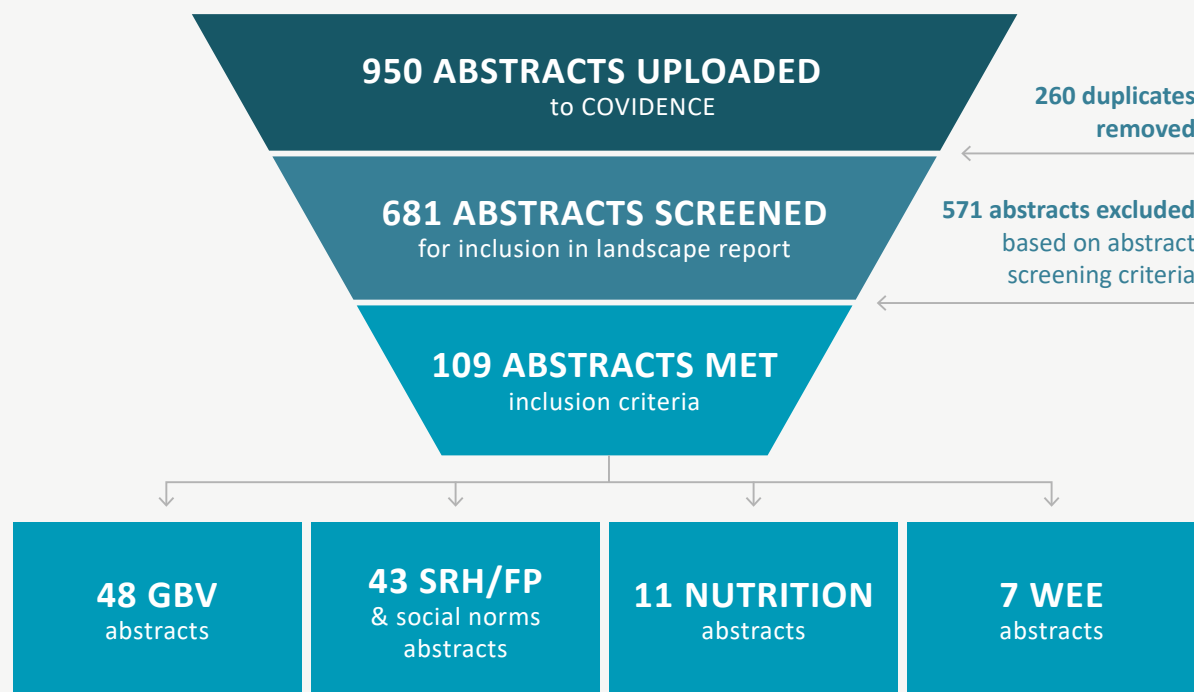 950 ABSTRACTS UPLOADED
to COVIDENCE
260 duplicates
removed
681 ABSTRACTS SCREENED
for inclusion in landscape report
571 abstracts excluded
based on abstract
screening criteria
109 ABSTRACTS MET
inclusion criteria
48 GBV
abstracts
43 SRH/FP
& social norms
abstracts
11 NUTRITION
abstracts
7 WEE
abstracts